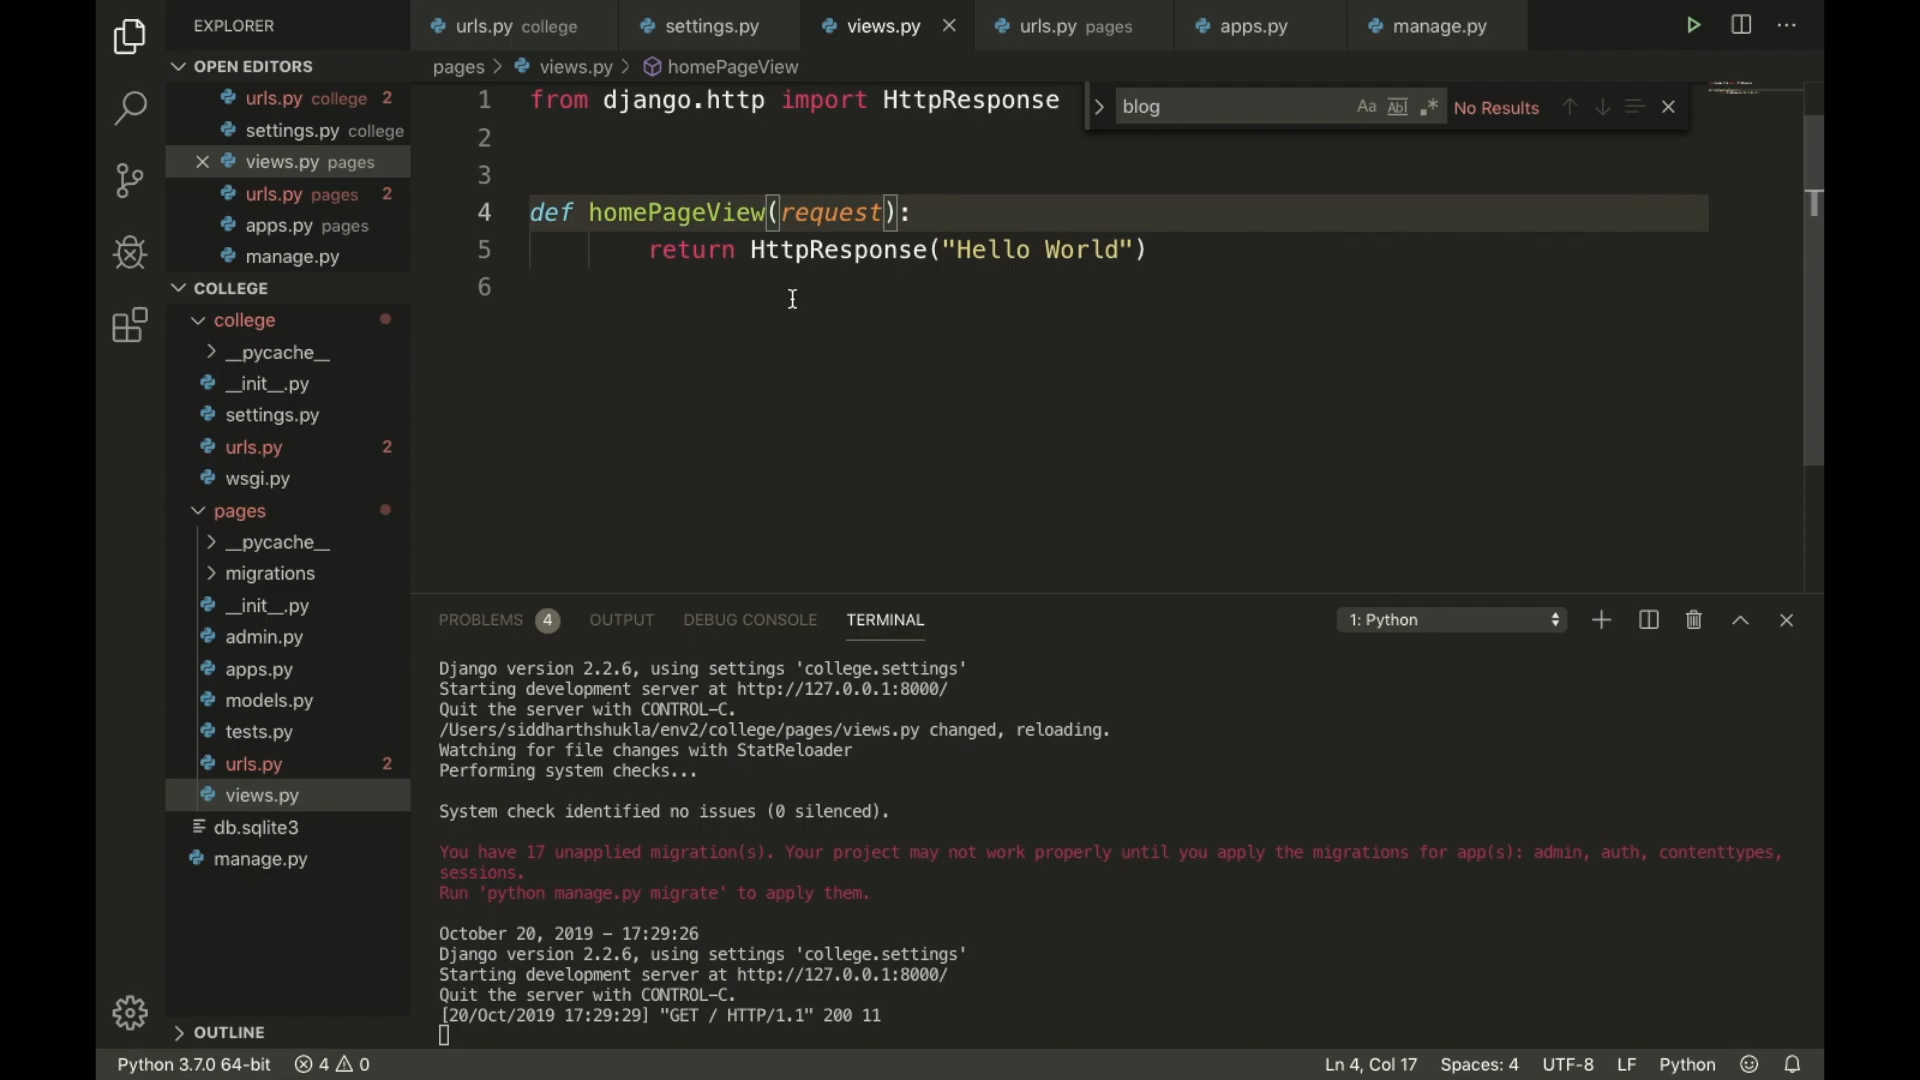 EXPLORER
urls.py college
settings.py
views.py
urls.py pages
apps.py
manage.py
OPEN EDITORS
urls.py college 2
settings.py college
views.py pages
urls.py pages 2
apps.py pages
manage.py
COLLEGE
college
__pycache__
__init__.py
settings.py
urls.py 2
wsgi.py
pages
__pycache__
migrations
__init__.py
admin.py
apps.py
models.py
tests.py
urls.py 2
views.py
db.sqlite3
manage.py
OUTLINE
pages > views.py > homePageView
blog Aa Abl .* No Results
1 from django.http import HttpResponse
2
3
4 def homePageView(request):
5 return HttpResponse("Hello World")
6
PROBLEMS 4 OUTPUT DEBUG CONSOLE TERMINAL 1: Python
Django version 2.2.6, using settings 'college.settings'
Starting development server at http://127.0.0.1:8000/
Quit the server with CONTROL-C.
/Users/siddharthshukla/env2/college/pages/views.py changed, reloading.
Watching for file changes with StatReloader
Performing system checks...
System check identified no issues (0 silenced).
You have 17 unapplied migration(s). Your project may not work properly until you apply the migrations for app(s): admin, auth, contenttypes,
sessions.
Run 'python manage.py migrate' to apply them.
October 20, 2019 - 17:29:26
Django version 2.2.6, using settings 'college.settings'
Starting development server at http://127.0.0.1:8000/
Quit the server with CONTROL-C.
[20/Oct/2019 17:29:29] "GET / HTTP/1.1" 200 11
Python 3.7.0 64-bit 4 0 Ln 4, Col 17 Spaces: 4 UTF-8 LF Python